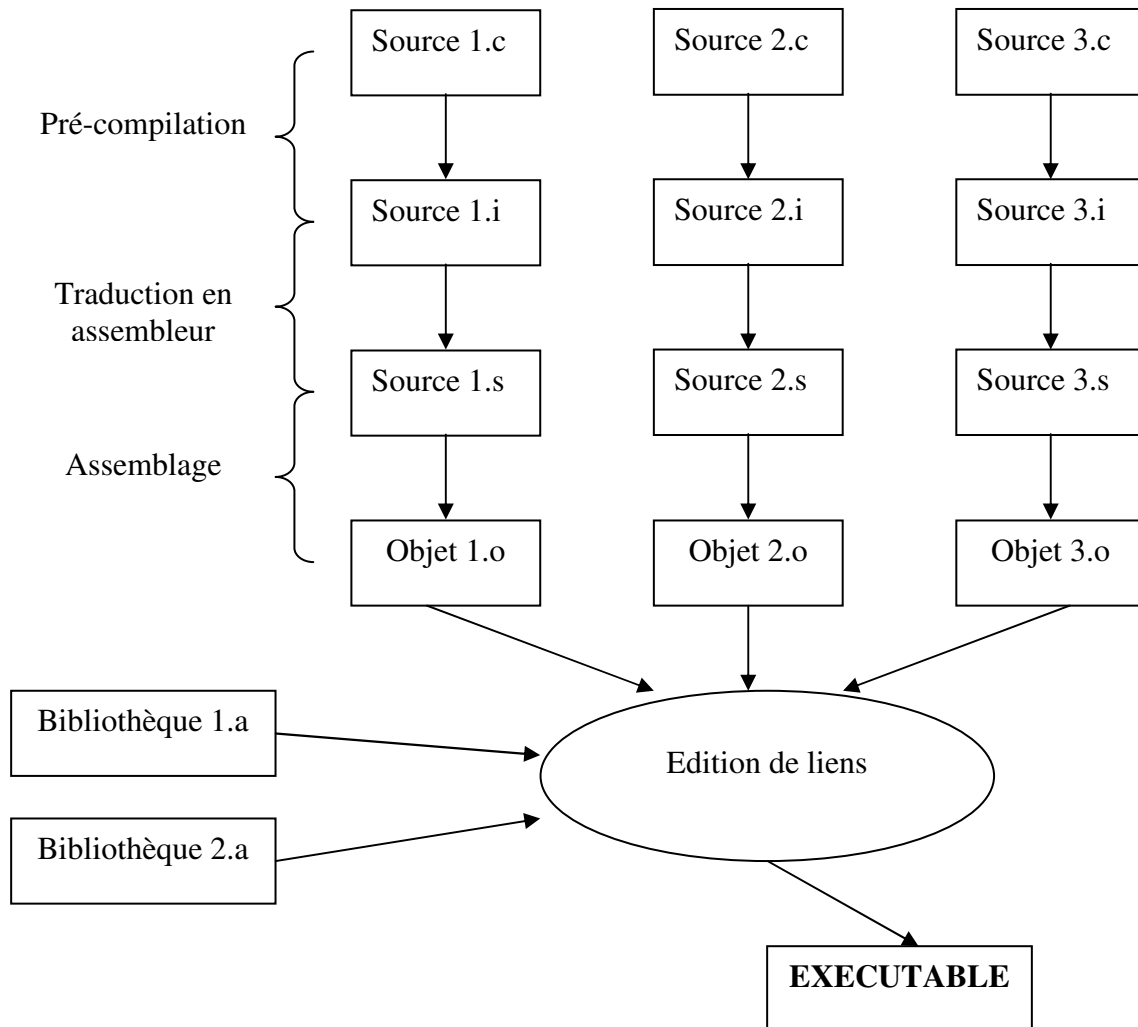 Source 1.c
Source 2.c
Source 3.c
Pré-compilation
Source 1.i
Source 2.i
Source 3.i
Traduction en
assembleur
Source 1.s
Source 2.s
Source 3.s
Assemblage
Objet 1.o
Objet 2.o
Objet 3.o
Bibliothèque 1.a
Edition de liens
Bibliothèque 2.a
EXECUTABLE